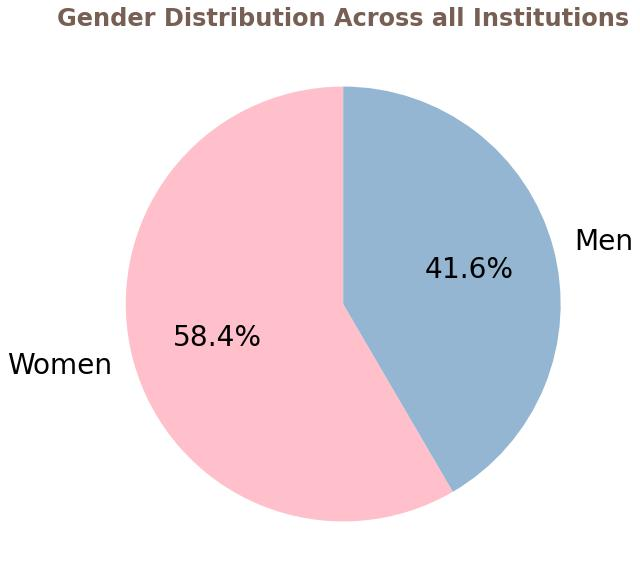 Gender Distribution Across all Institutions
Men
41.6%
58.4%
Women